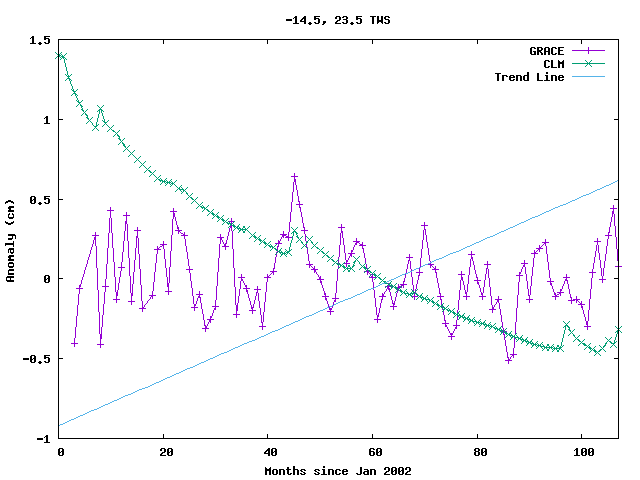 -14.5, 23.5 TWS
GRACE
CLM
Trend Line
1.5
1
0.5
0
-0.5
-1
Anomaly (cm)
0 20 40 60 80 100
Months since Jan 2002